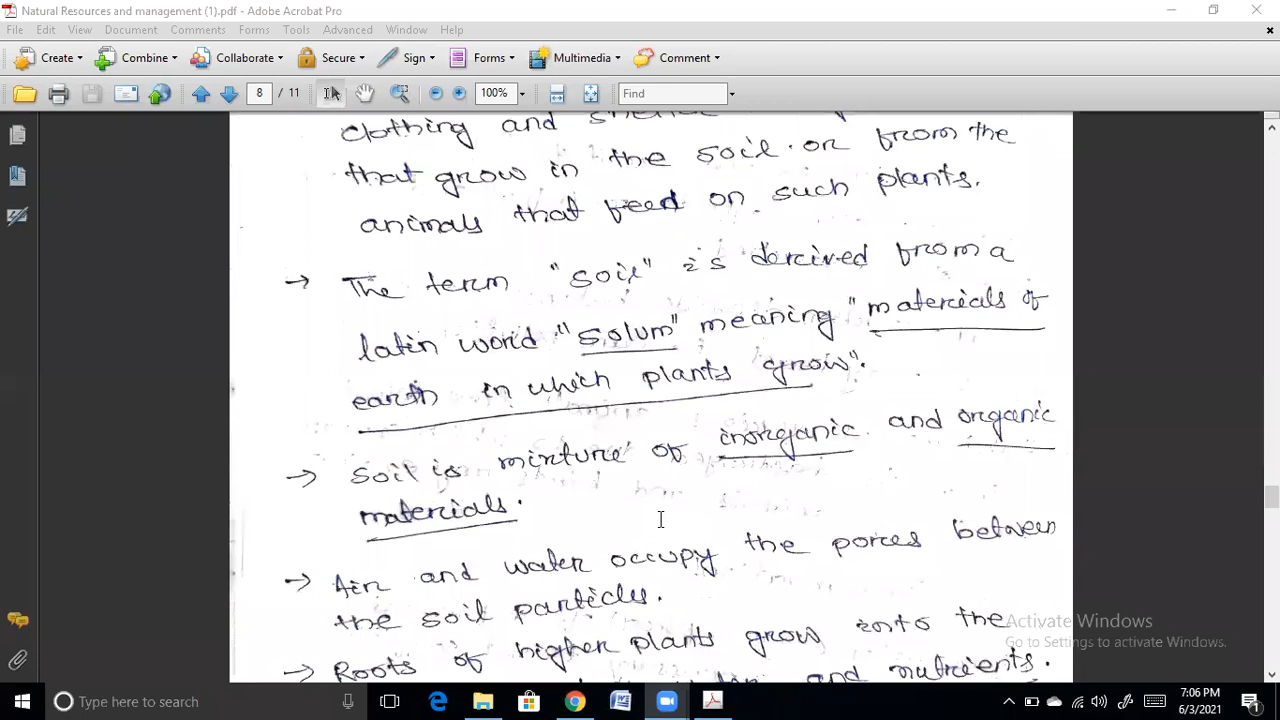 Natural Resources and management (1).pdf - Adobe Acrobat Pro
File Edit View Document Comments Forms Tools Advanced Window Help
Create Combine Collaborate Secure Sign Forms Multimedia Comment
8 / 11 100% Find
clothing and
that grow in the soil. or from the
animals that feed on such plants.
→ The term "soil" is derived from a
latin word "solum" meaning "materials of
earth in which plants grow".
→ soil is mixture of inorganic and organic
materials.
→ Air and water occupy the pores between
the soil particles.
→ Roots of higher plants grow into the
and nutrients.
Activate Windows
Go to Settings to activate Windows.
Type here to search
7:06 PM
6/3/2021